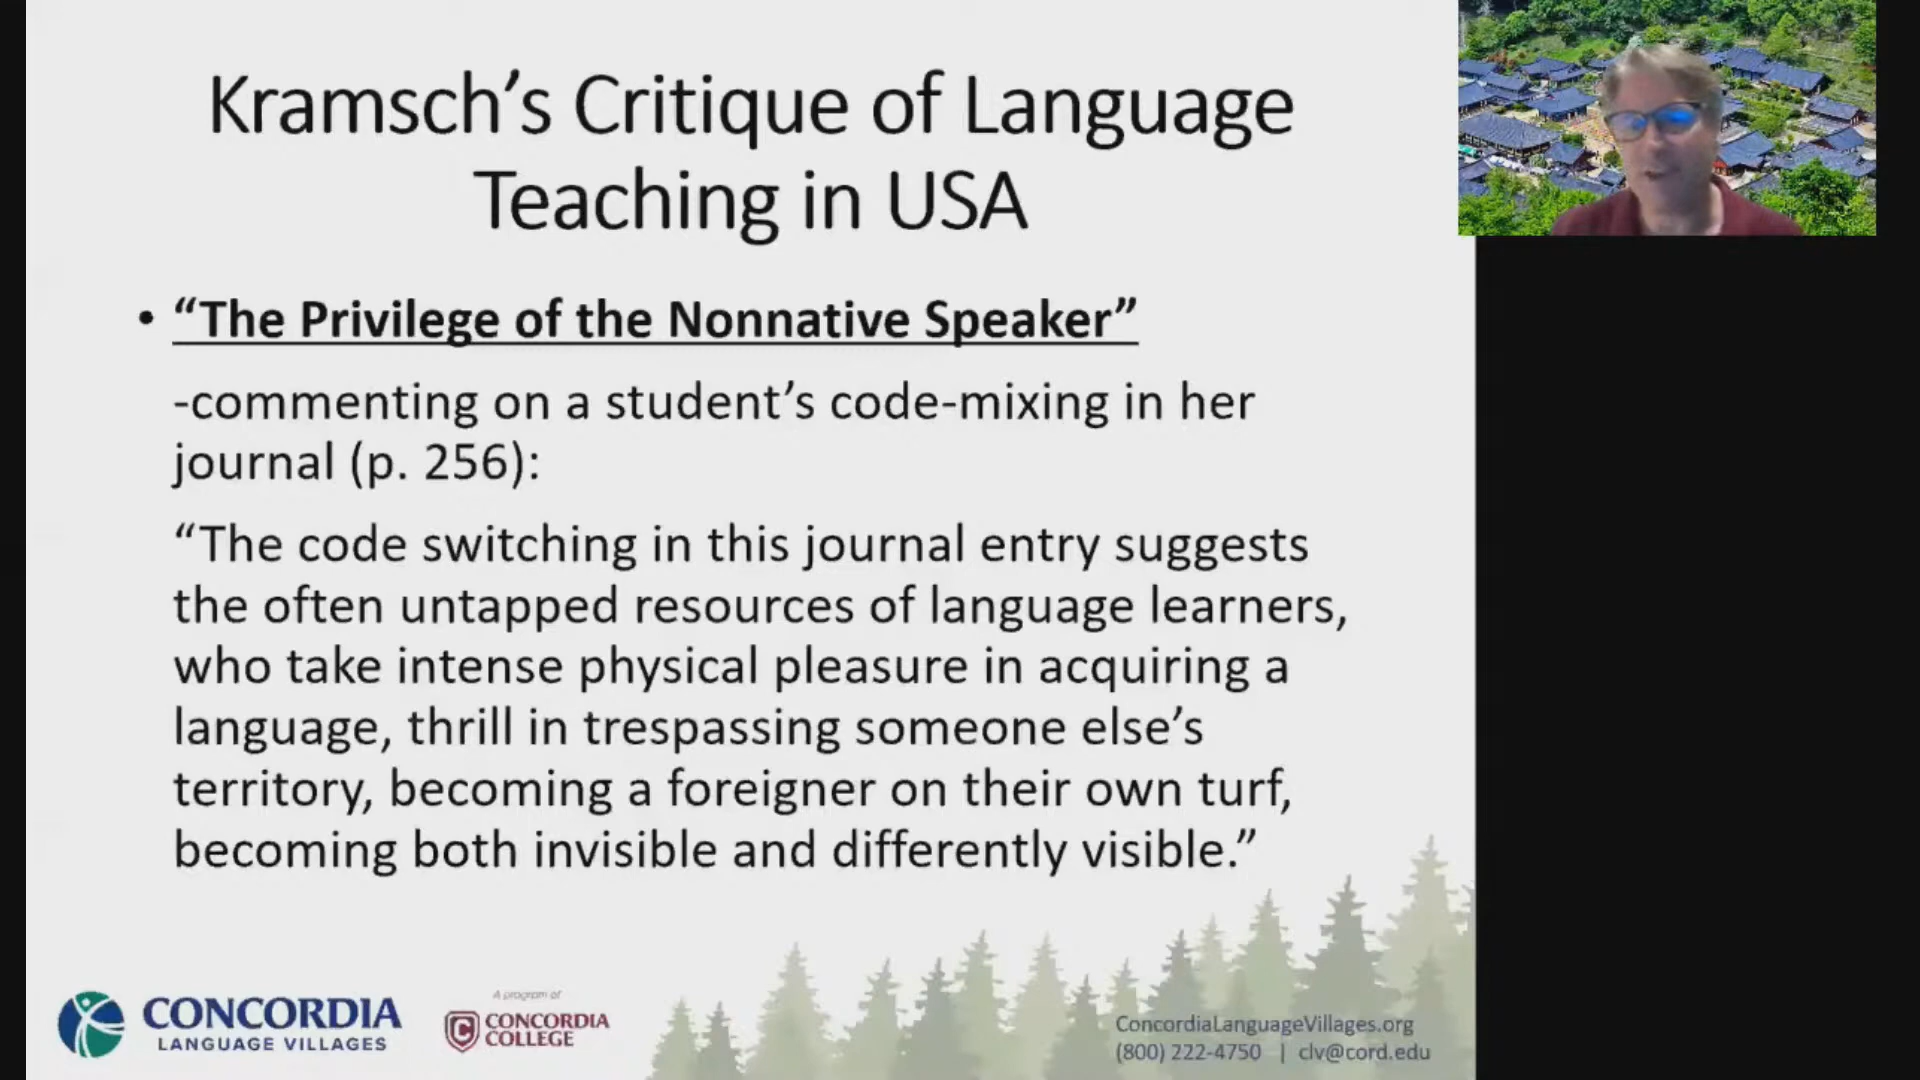 Kramsch’s Critique of Language
Teaching in USA
• “The Privilege of the Nonnative Speaker”
-commenting on a student’s code-mixing in her
journal (p. 256):
“The code switching in this journal entry suggests
the often untapped resources of language learners,
who take intense physical pleasure in acquiring a
language, thrill in trespassing someone else’s
territory, becoming a foreigner on their own turf,
becoming both invisible and differently visible.”
CONCORDIA
LANGUAGE VILLAGES
A program of
CONCORDIA
COLLEGE
ConcordiaLanguageVillages.org
(800) 222-4750 | clv@cord.edu